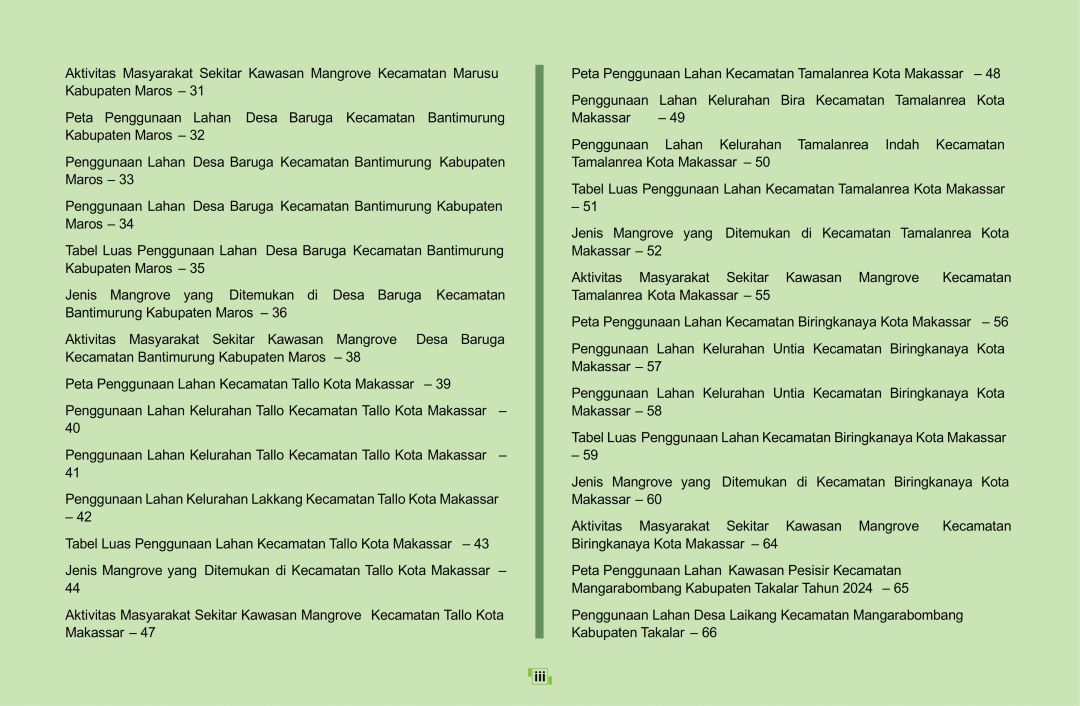 Aktivitas Masyarakat Sekitar Kawasan Mangrove Kecamatan Marusu
Kabupaten Maros – 31
Peta Penggunaan Lahan Desa Baruga Kecamatan Bantimurung
Kabupaten Maros – 32
Penggunaan Lahan Desa Baruga Kecamatan Bantimurung Kabupaten
Maros – 33
Penggunaan Lahan Desa Baruga Kecamatan Bantimurung Kabupaten
Maros – 34
Tabel Luas Penggunaan Lahan Desa Baruga Kecamatan Bantimurung
Kabupaten Maros – 35
Jenis Mangrove yang Ditemukan di Desa Baruga Kecamatan
Bantimurung Kabupaten Maros – 36
Aktivitas Masyarakat Sekitar Kawasan Mangrove Desa Baruga
Kecamatan Bantimurung Kabupaten Maros – 38
Peta Penggunaan Lahan Kecamatan Tallo Kota Makassar – 39
Penggunaan Lahan Kelurahan Tallo Kecamatan Tallo Kota Makassar –
40
Penggunaan Lahan Kelurahan Tallo Kecamatan Tallo Kota Makassar –
41
Penggunaan Lahan Kelurahan Lakkang Kecamatan Tallo Kota Makassar
– 42
Tabel Luas Penggunaan Lahan Kecamatan Tallo Kota Makassar – 43
Jenis Mangrove yang Ditemukan di Kecamatan Tallo Kota Makassar –
44
Aktivitas Masyarakat Sekitar Kawasan Mangrove Kecamatan Tallo Kota
Makassar – 47
Peta Penggunaan Lahan Kecamatan Tamalanrea Kota Makassar – 48
Penggunaan Lahan Kelurahan Bira Kecamatan Tamalanrea Kota
Makassar – 49
Penggunaan Lahan Kelurahan Tamalanrea Indah Kecamatan
Tamalanrea Kota Makassar – 50
Tabel Luas Penggunaan Lahan Kecamatan Tamalanrea Kota Makassar
– 51
Jenis Mangrove yang Ditemukan di Kecamatan Tamalanrea Kota
Makassar – 52
Aktivitas Masyarakat Sekitar Kawasan Mangrove Kecamatan
Tamalanrea Kota Makassar – 55
Peta Penggunaan Lahan Kecamatan Biringkanaya Kota Makassar – 56
Penggunaan Lahan Kelurahan Untia Kecamatan Biringkanaya Kota
Makassar – 57
Penggunaan Lahan Kelurahan Untia Kecamatan Biringkanaya Kota
Makassar – 58
Tabel Luas Penggunaan Lahan Kecamatan Biringkanaya Kota Makassar
– 59
Jenis Mangrove yang Ditemukan di Kecamatan Biringkanaya Kota
Makassar – 60
Aktivitas Masyarakat Sekitar Kawasan Mangrove Kecamatan
Biringkanaya Kota Makassar – 64
Peta Penggunaan Lahan Kawasan Pesisir Kecamatan
Mangarabombang Kabupaten Takalar Tahun 2024 – 65
Penggunaan Lahan Desa Laikang Kecamatan Mangarabombang
Kabupaten Takalar – 66
iii